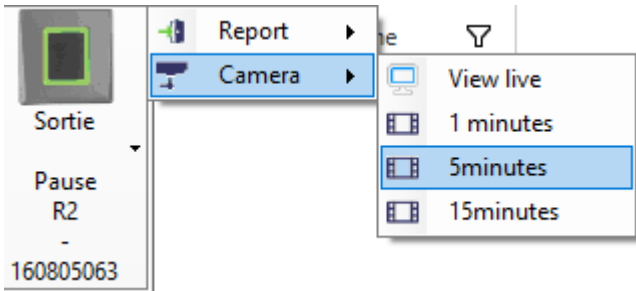 Sortie
Pause
R2
-
160805063
Report
Camera
View live
1 minutes
5minutes
15minutes